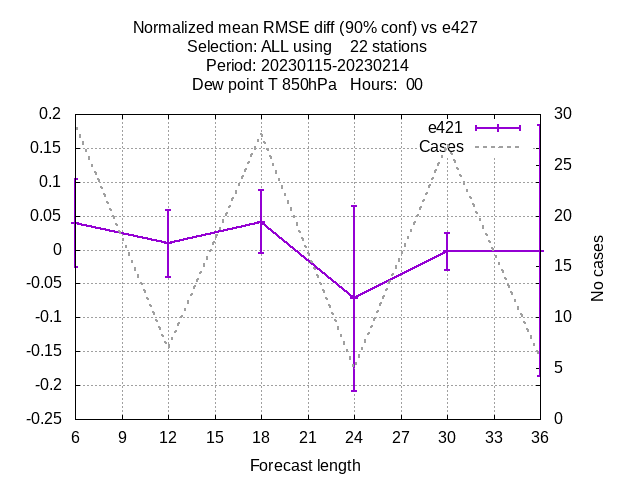 Normalized mean RMSE diff (90% conf) vs e427
Selection: ALL using    22 stations
Period: 20230115-20230214
Dew point T 850hPa   Hours:  00
e421
Cases
0.2
0.15
0.1
0.05
0
-0.05
-0.1
-0.15
-0.2
-0.25
30
25
20
15
10
5
0
No cases
6 9 12 15 18 21 24 27 30 33 36
Forecast length